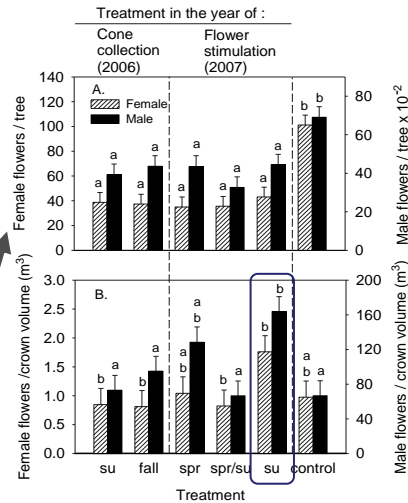 Treatment in the year of :
Cone collection (2006)
Flower stimulation (2007)
A.
Female
Male
Female flowers / tree
140
120
100
80
60
40
20
0
a a a a a a a a a a b b
Male flowers/ tree x 10-2
80
60
40
20
0
B.
Female flowers /crown volume (m3)
3.0
2.5
2.0
1.5
1.0
0.5
0.0
b a b a a b a b b a b b a b a
Male flowers /crown volume (m3)
200
160
120
80
40
0
su fall spr spr/su su control
Treatment